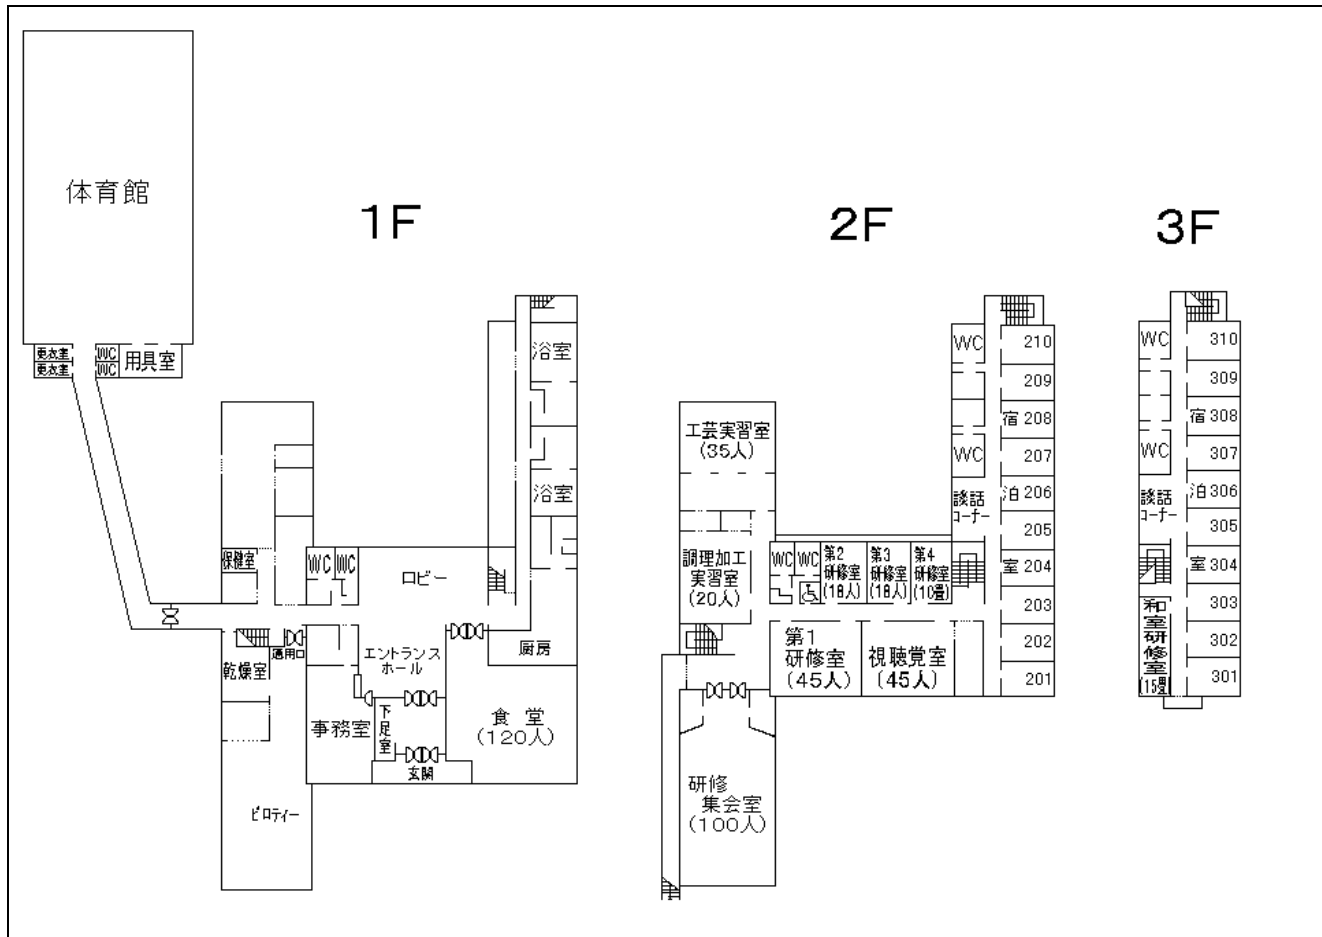 体育館
更衣室
更衣室
WC
WC
用具室
1F
浴室
浴室
保健室
WC
WC
ロビー
通用口
乾燥室
エントランス
ホール
厨房
事務室
下足室
玄関
食堂
(120人)
ピロティー
2F
工芸実習室
(35人)
調理加工
実習室
(20人)
WC
WC
第2
研修室
(18人)
第3
研修室
(18人)
第4
研修室
(10畳)
第1
研修室
(45人)
視聴覚室
(45人)
研修
集会室
(100人)
WC
WC
談話
コーナー
宿泊室
210
209
208
207
206
205
204
203
202
201
3F
WC
WC
談話
コーナー
和室研修室
(15畳)
宿泊室
310
309
308
307
306
305
304
303
302
301